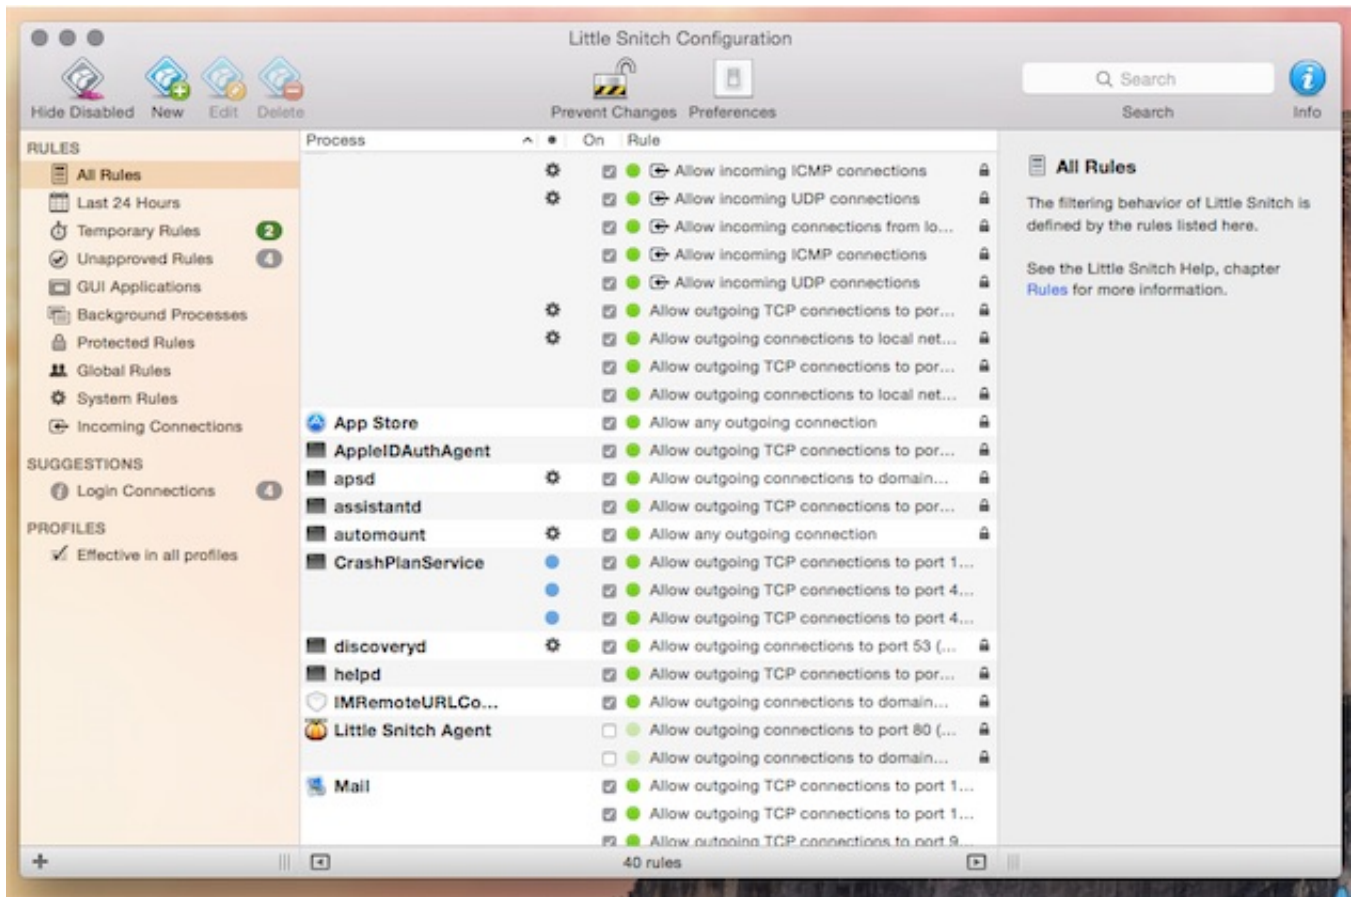 Little Snitch Configuration
Hide Disabled New Edit Delete
Prevent Changes Preferences
Search
Search
Info
RULES
All Rules
Last 24 Hours
Temporary Rules 2
Unapproved Rules 4
GUI Applications
Background Processes
Protected Rules
Global Rules
System Rules
Incoming Connections
SUGGESTIONS
Login Connections 4
PROFILES
Effective in all profiles
Process On Rule
Allow incoming ICMP connections
Allow incoming UDP connections
Allow incoming connections from lo...
Allow incoming ICMP connections
Allow incoming UDP connections
Allow outgoing TCP connections to por...
Allow outgoing connections to local net...
Allow outgoing TCP connections to por...
Allow outgoing connections to local net...
App Store Allow any outgoing connection
AppleIDAuthAgent Allow outgoing TCP connections to por...
apsd Allow outgoing connections to domain...
assistantd Allow outgoing TCP connections to por...
automount Allow any outgoing connection
CrashPlanService Allow outgoing TCP connections to port 1...
Allow outgoing TCP connections to port 4...
Allow outgoing TCP connections to port 4...
discoveryd Allow outgoing connections to port 53 (...
helpd Allow outgoing TCP connections to por...
IMRemoteURLCo... Allow outgoing connections to domain...
Little Snitch Agent Allow outgoing connections to port 80 (...
Allow outgoing connections to domain...
Mail Allow outgoing TCP connections to port 1...
Allow outgoing TCP connections to port 1...
Allow outgoing TCP connections to port 9...
40 rules
All Rules
The filtering behavior of Little Snitch is
defined by the rules listed here.
See the Little Snitch Help, chapter
Rules for more information.